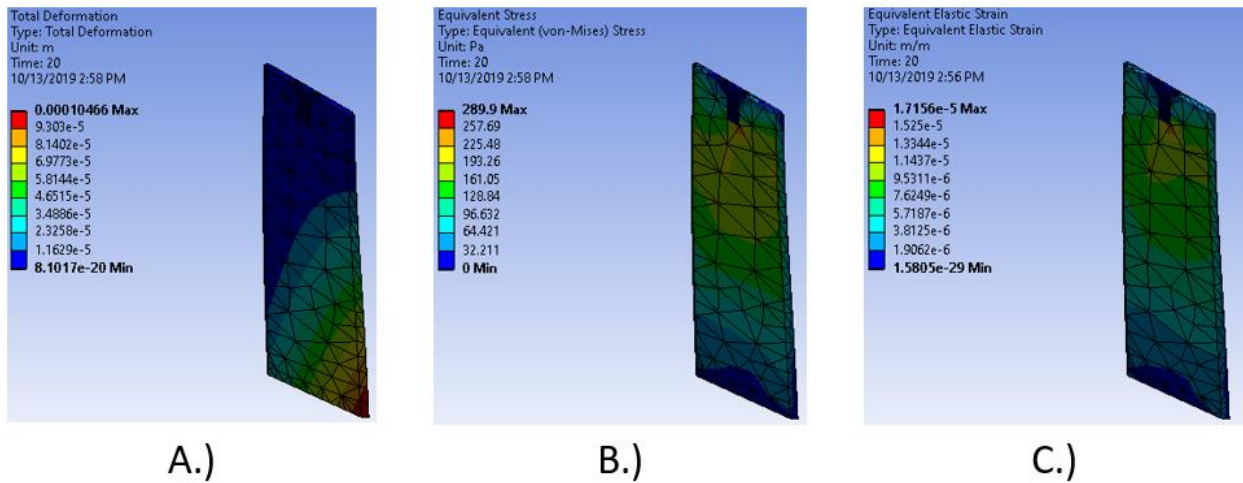 Total Deformation
Type: Total Deformation
Unit: m
Time: 20
10/13/2019 2:58 PM
0.00010466 Max
9.303e-5
8.1402e-5
6.9773e-5
5.8144e-5
4.6515e-5
3.4886e-5
2.3258e-5
1.1629e-5
8.1017e-20 Min
A.)
Equivalent Stress
Type: Equivalent (von-Mises) Stress
Unit: Pa
Time: 20
10/13/2019 2:58 PM
289.9 Max
257.69
225.48
193.26
161.05
128.84
96.632
64.421
32.211
0 Min
B.)
Equivalent Elastic Strain
Type: Equivalent Elastic Strain
Unit: m/m
Time: 20
10/13/2019 2:56 PM
1.7156e-5 Max
1.525e-5
1.3344e-5
1.1437e-5
9.5311e-6
7.6249e-6
5.7187e-6
3.8125e-6
1.9062e-6
1.5805e-29 Min
C.)